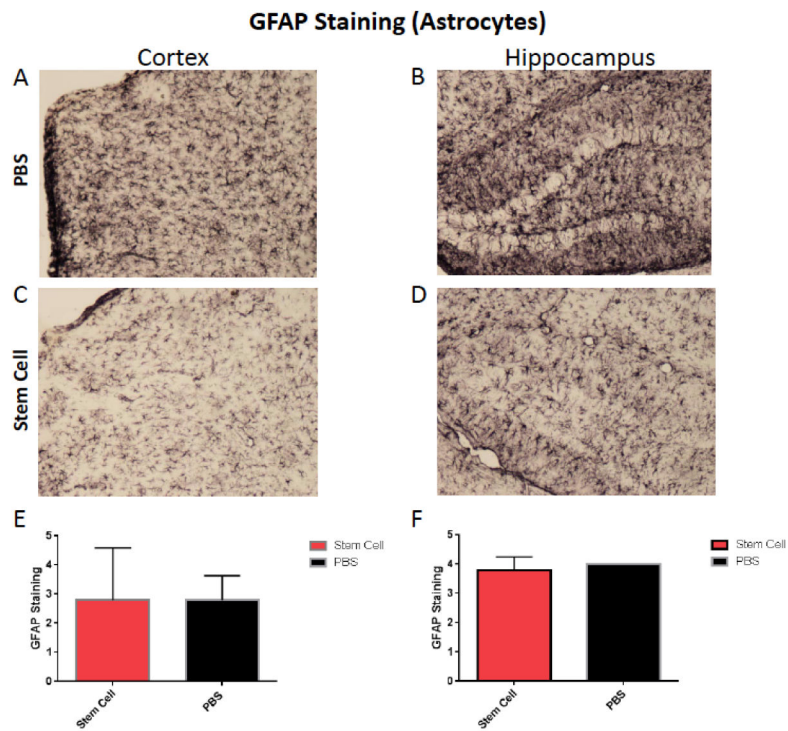 GFAP Staining (Astrocytes)
Cortex
Hippocampus
A
B
PBS
C
D
Stem Cell
E
5
4
3
2
1
0
GFAP Staining
Stem Cell
PBS
Stem Cell
PBS
F
5
4
3
2
1
0
GFAP Staining
Stem Cell
PBS
Stem Cell
PBS